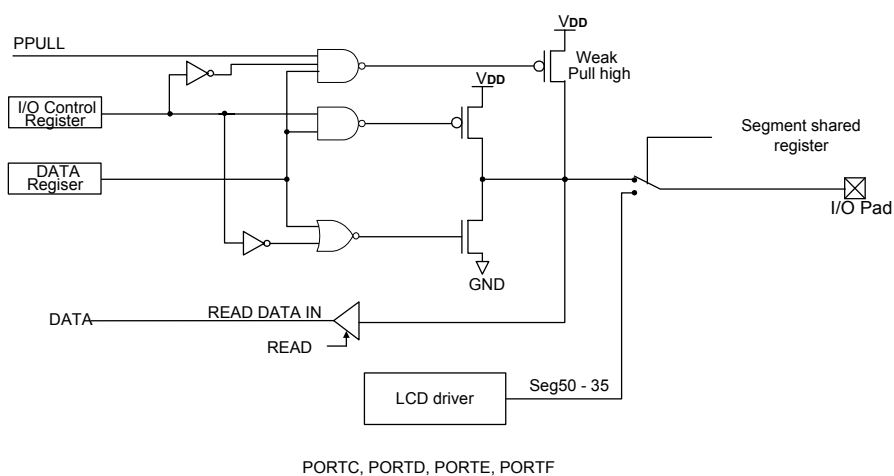 VDD
PPULL
Weak
Pull high
VDD
I/O Control
Register
Segment shared
register
DATA
Regiser
I/O Pad
GND
DATA
READ DATA IN
READ
LCD driver
Seg50 - 35
PORTC, PORTD, PORTE, PORTF